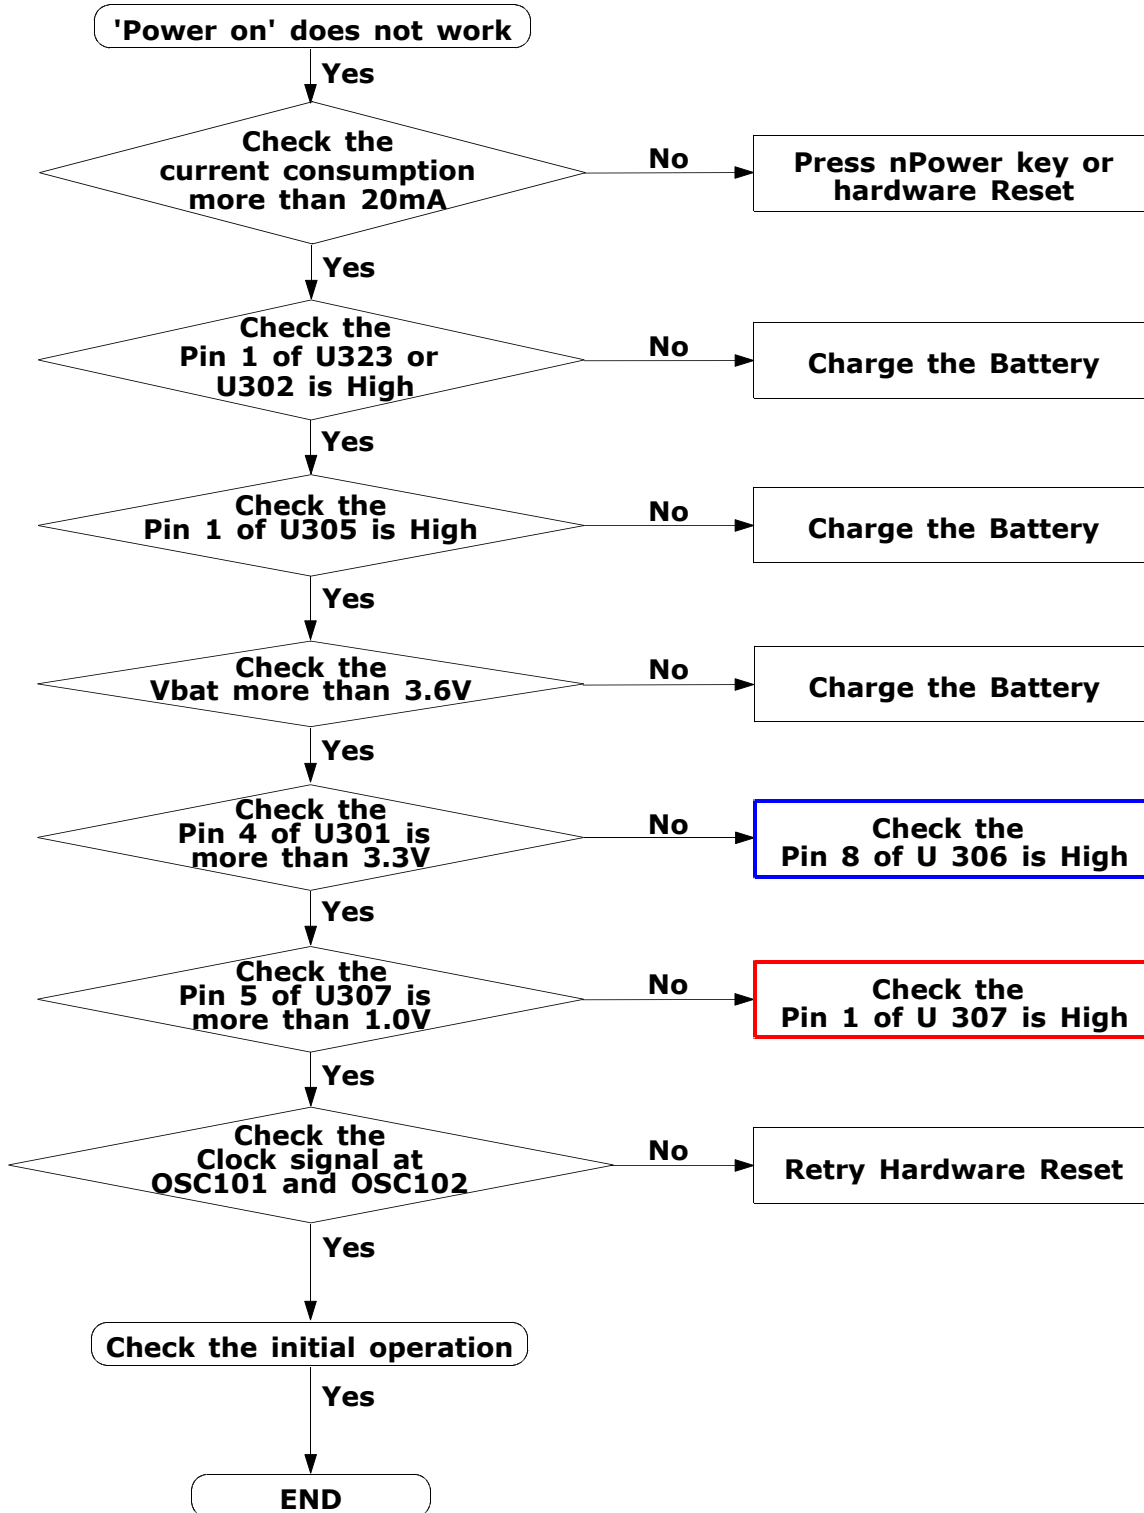 'Power on' does not work
Yes
Check the
current consumption
more than 20mA
No
Press nPower key or
hardware Reset
Yes
Check the
Pin 1 of U323 or
U302 is High
No
Charge the Battery
Yes
Check the
Pin 1 of U305 is High
No
Charge the Battery
Yes
Check the
Vbat more than 3.6V
No
Charge the Battery
Yes
Check the
Pin 4 of U301 is
more than 3.3V
No
Check the
Pin 8 of U 306 is High
Yes
Check the
Pin 5 of U307 is
more than 1.0V
No
Check the
Pin 1 of U 307 is High
Yes
Check the
Clock signal at
OSC101 and OSC102
No
Retry Hardware Reset
Yes
Check the initial operation
Yes
END